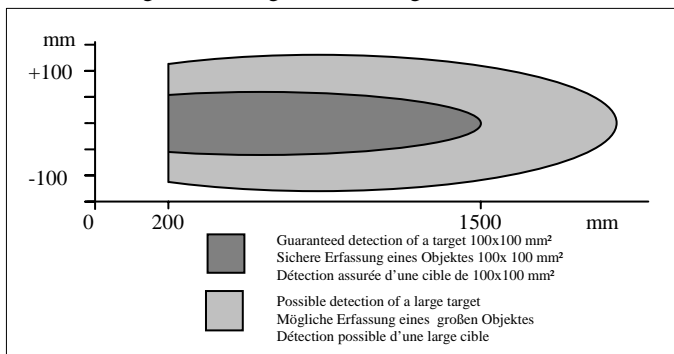 mm
+100
-100
0 200 1500 mm
Guaranteed detection of a target 100x100 mm²
Sichere Erfassung eines Objektes 100x 100 mm²
Détection assurée d’une cible de 100x100 mm²
Possible detection of a large target
Mögliche Erfassung eines großen Objektes
Détection possible d’une large cible